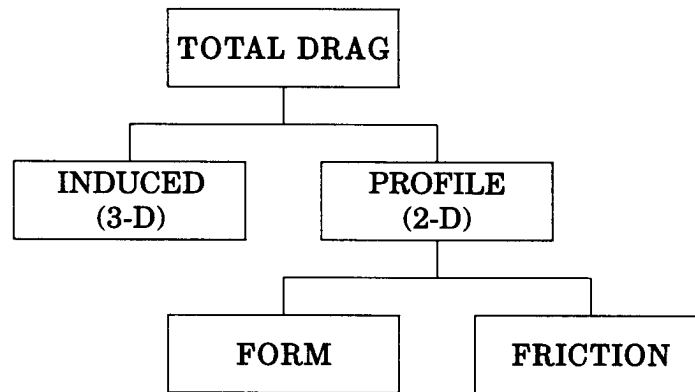 TOTAL DRAG
INDUCED
(3-D)
PROFILE
(2-D)
FORM
FRICTION